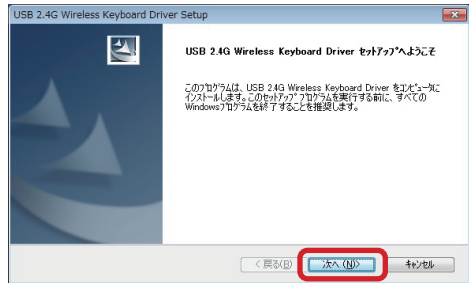 USB 2.4G Wireless Keyboard Driver Setup
USB 2.4G Wireless Keyboard Driver ｾｯﾄｱｯﾌﾟへようこそ
このﾌﾟﾛｸﾞﾗﾑは、USB 2.4G Wireless Keyboard Driver をｺﾝﾋﾟｭｰﾀに
ｲﾝｽﾄｰﾙします。このｾｯﾄｱｯﾌﾟ ﾌﾟﾛｸﾞﾗﾑを実行する前に、すべての
Windowsﾌﾟﾛｸﾞﾗﾑを終了することを推奨します。
< 戻る(B) 次へ (N)> ｷｬﾝｾﾙ